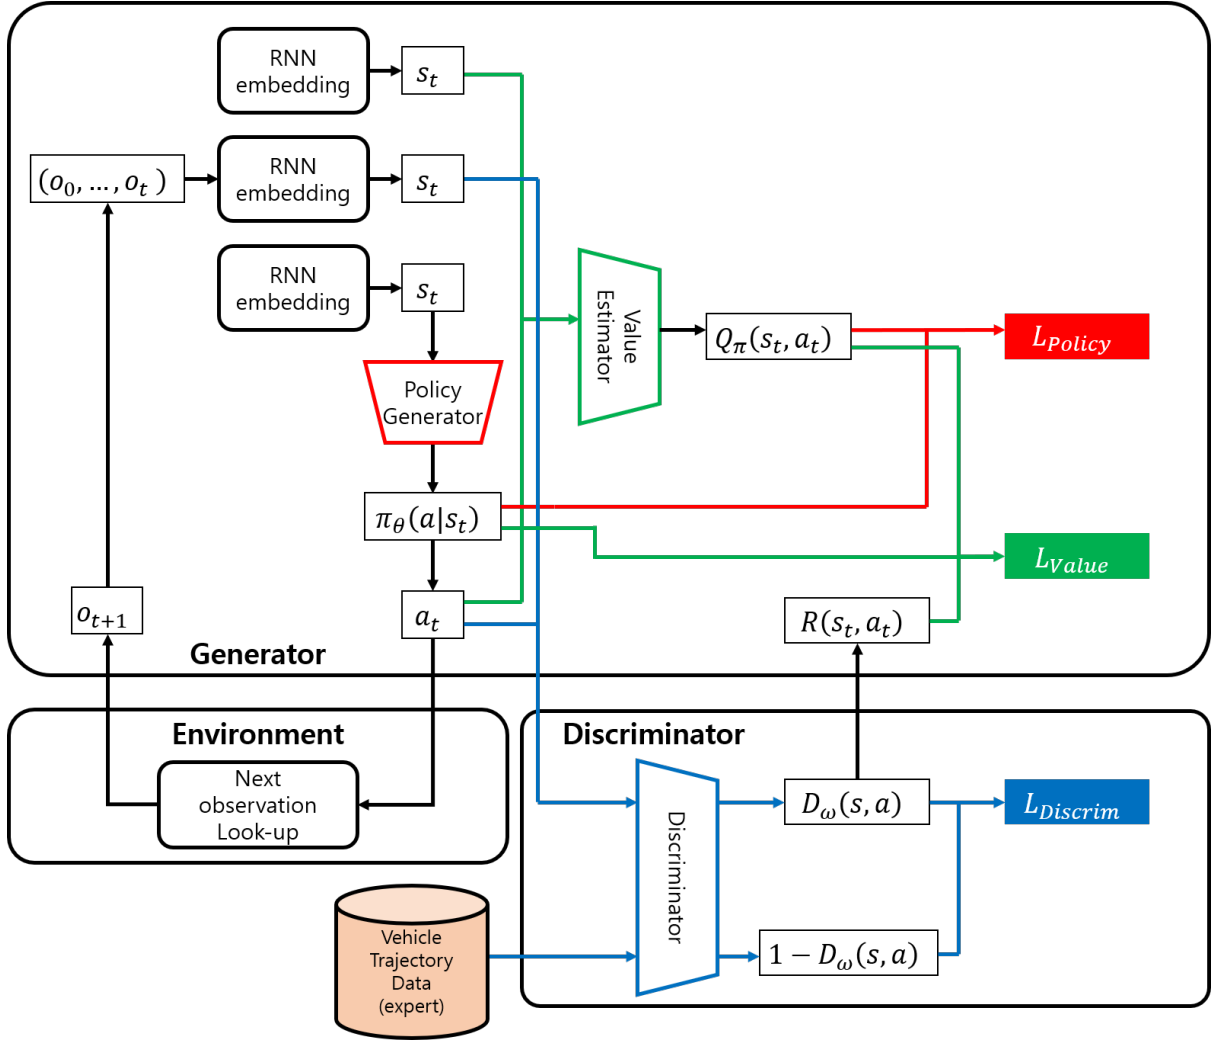 RNN
embedding
s_t
(o_0, ..., o_t )
RNN
embedding
s_t
RNN
embedding
s_t
Value
Estimator
Q_π(s_t, a_t)
L_Policy
Policy
Generator
π_θ(a|s_t)
L_Value
o_{t+1}
a_t
R(s_t, a_t)
Generator
Environment
Next
observation
Look-up
Discriminator
Discriminator
D_ω(s, a)
L_Discrim
1 − D_ω(s, a)
Vehicle
Trajectory
Data
(expert)